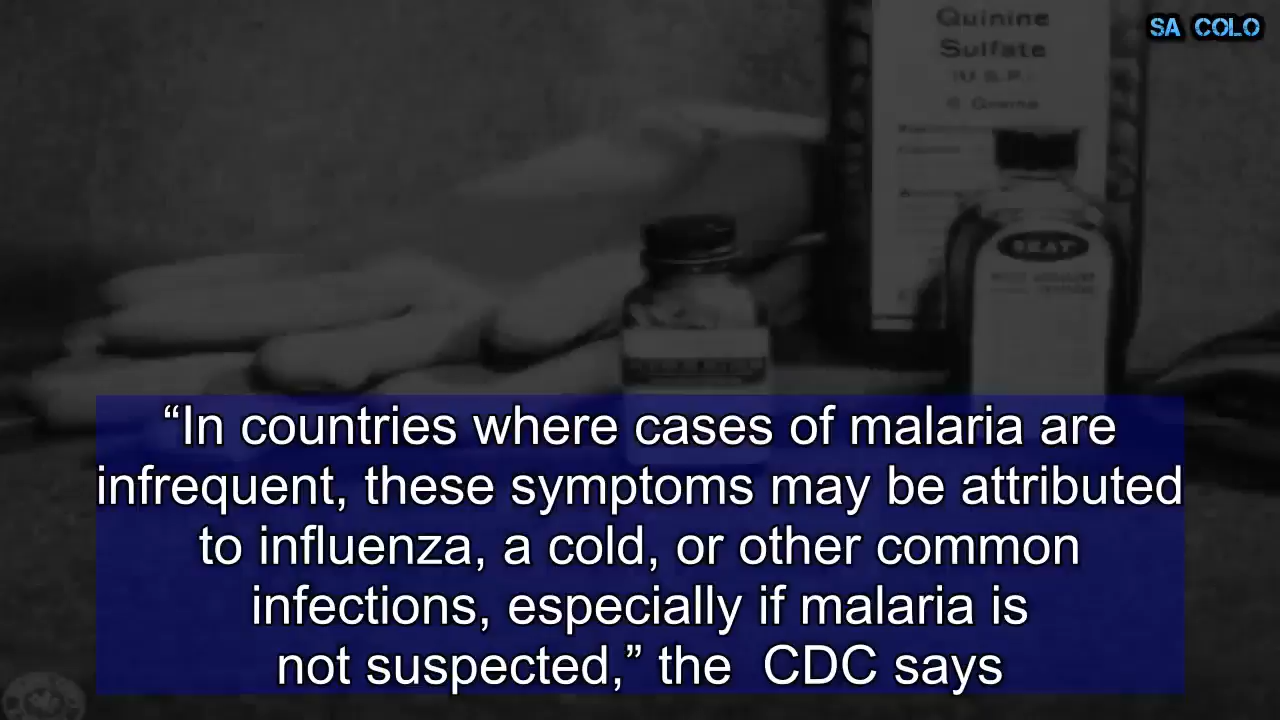 SA COLO
Quinine
Sulfate
(U.S.P.)
“In countries where cases of malaria are
infrequent, these symptoms may be attributed
to influenza, a cold, or other common
infections, especially if malaria is
not suspected,” the  CDC says